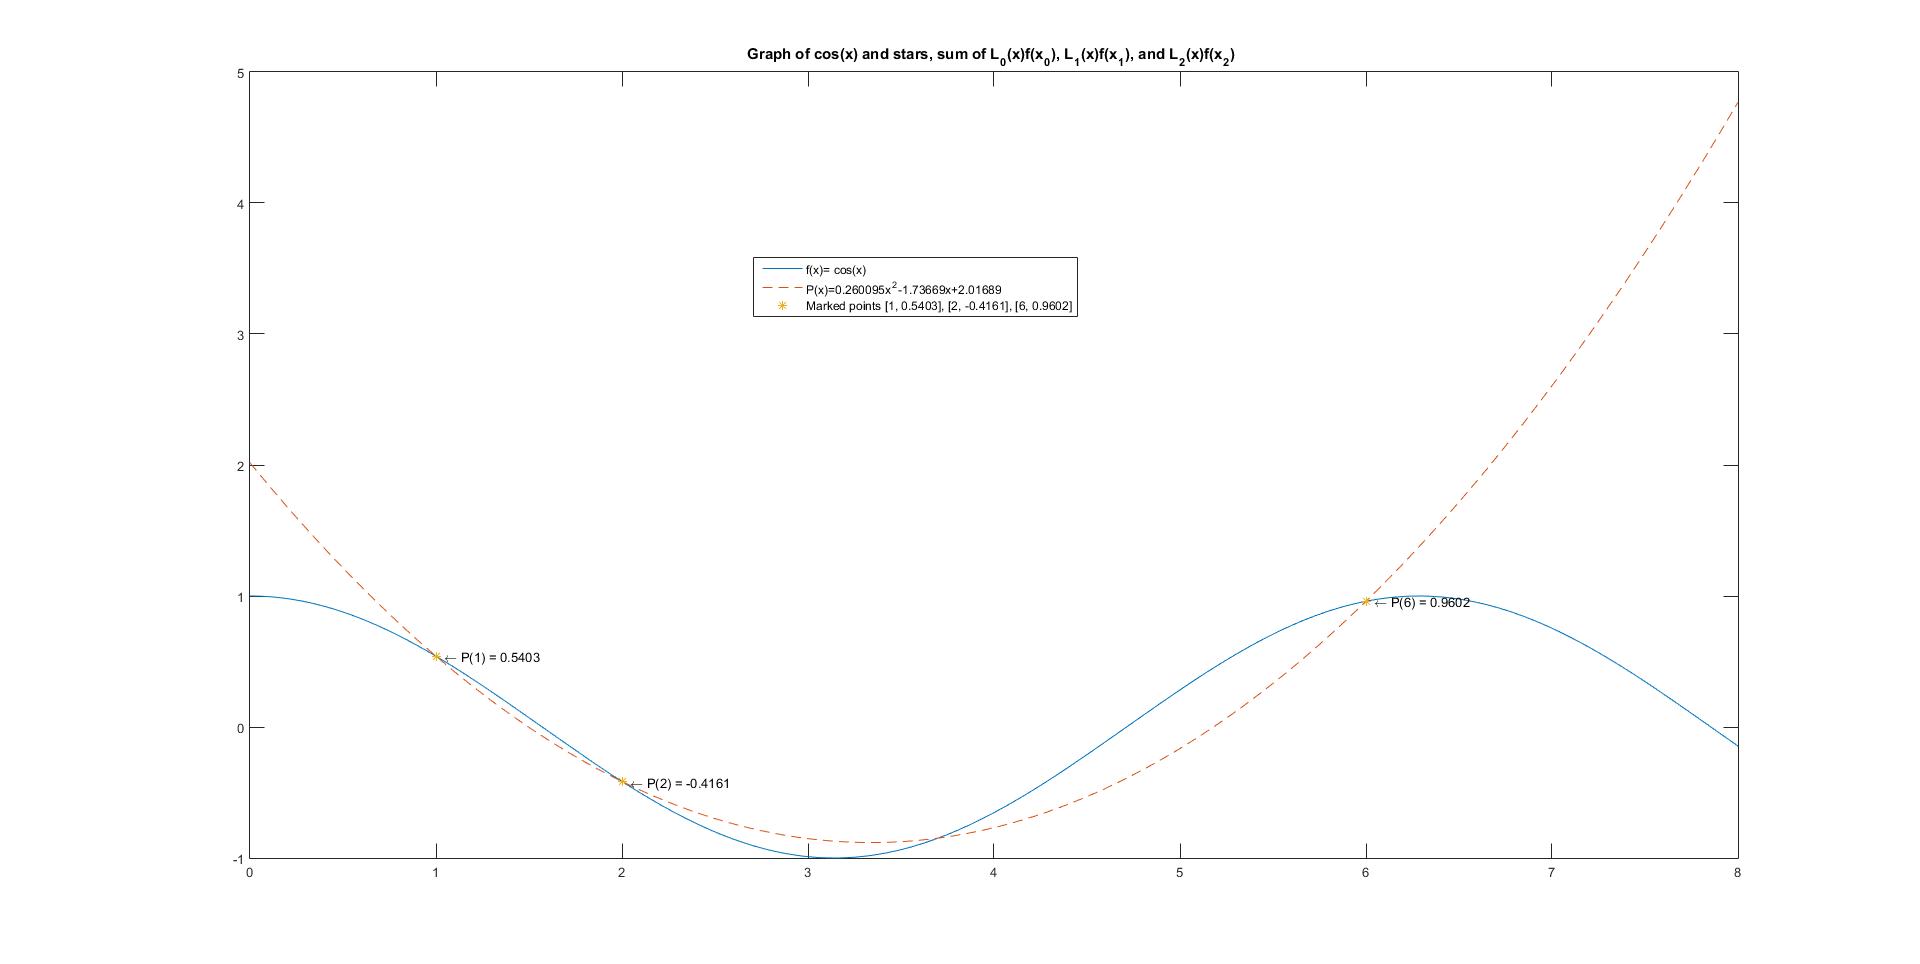 Graph of cos(x) and stars, sum of L₀(x)f(x₀), L₁(x)f(x₁), and L₂(x)f(x₂)
5
4
f(x)= cos(x)
P(x)=0.260095x²-1.73669x+2.01689
Marked points [1, 0.5403], [2, -0.4161], [6, 0.9602]
3
2
1
← P(6) = 0.9602
← P(1) = 0.5403
0
← P(2) = -0.4161
-1
0 1 2 3 4 5 6 7 8